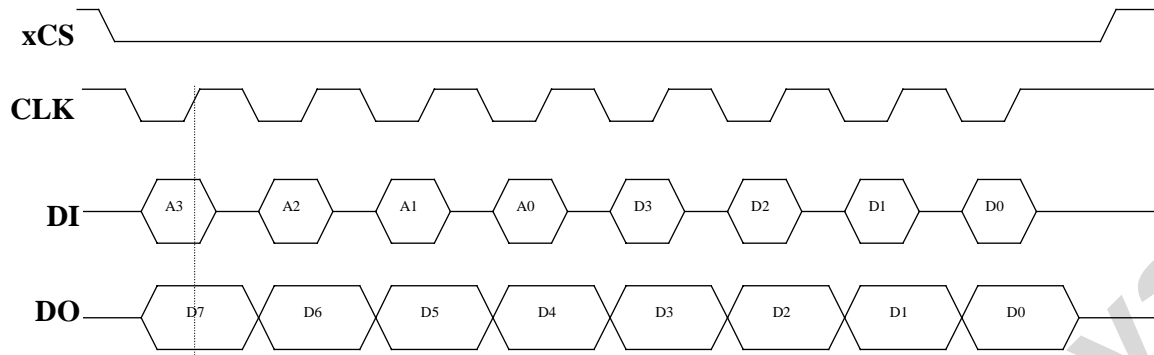 xCS
CLK
DI A3 A2 A1 A0 D3 D2 D1 D0
DO D7 D6 D5 D4 D3 D2 D1 D0